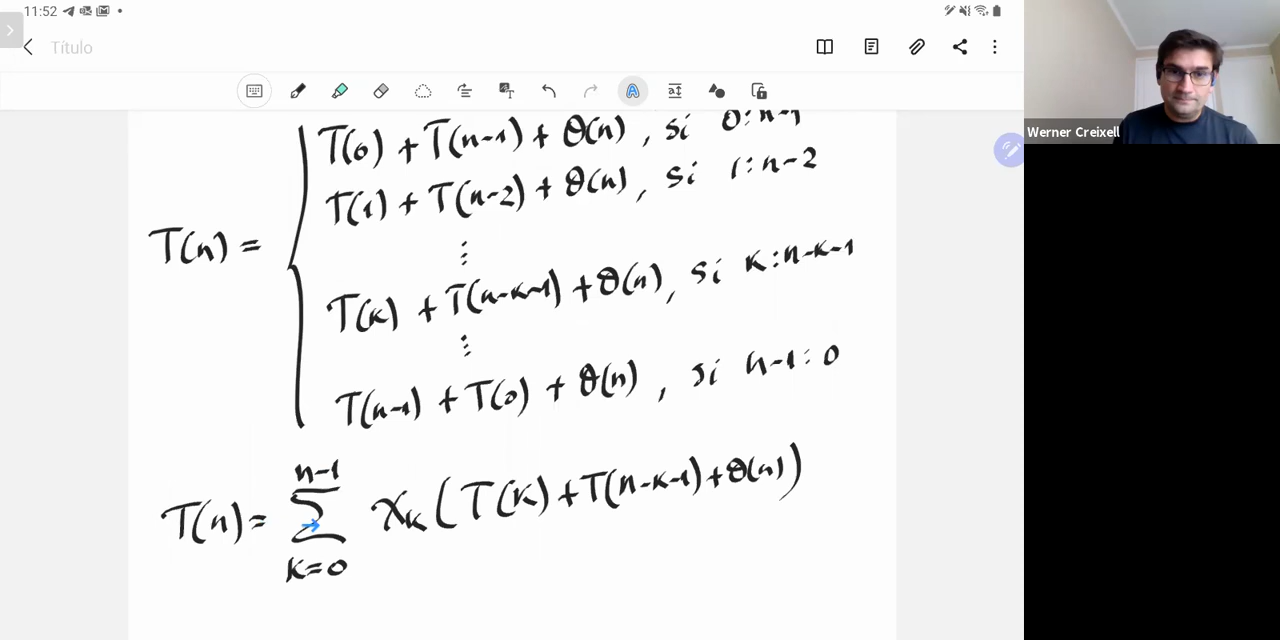 11:52
Título
T(0) + T(n-1) + Θ(n), si 0:n-1
T(1) + T(n-2) + Θ(n), si 1:n-2
⋮
T(n) =
T(k) + T(n-k-1) + Θ(n), si k:n-k-1
⋮
T(n-1) + T(0) + Θ(n), si n-1:0
n-1
T(n) = Σ χk (T(k) + T(n-k-1) + Θ(n))
k=0
Werner Creixell